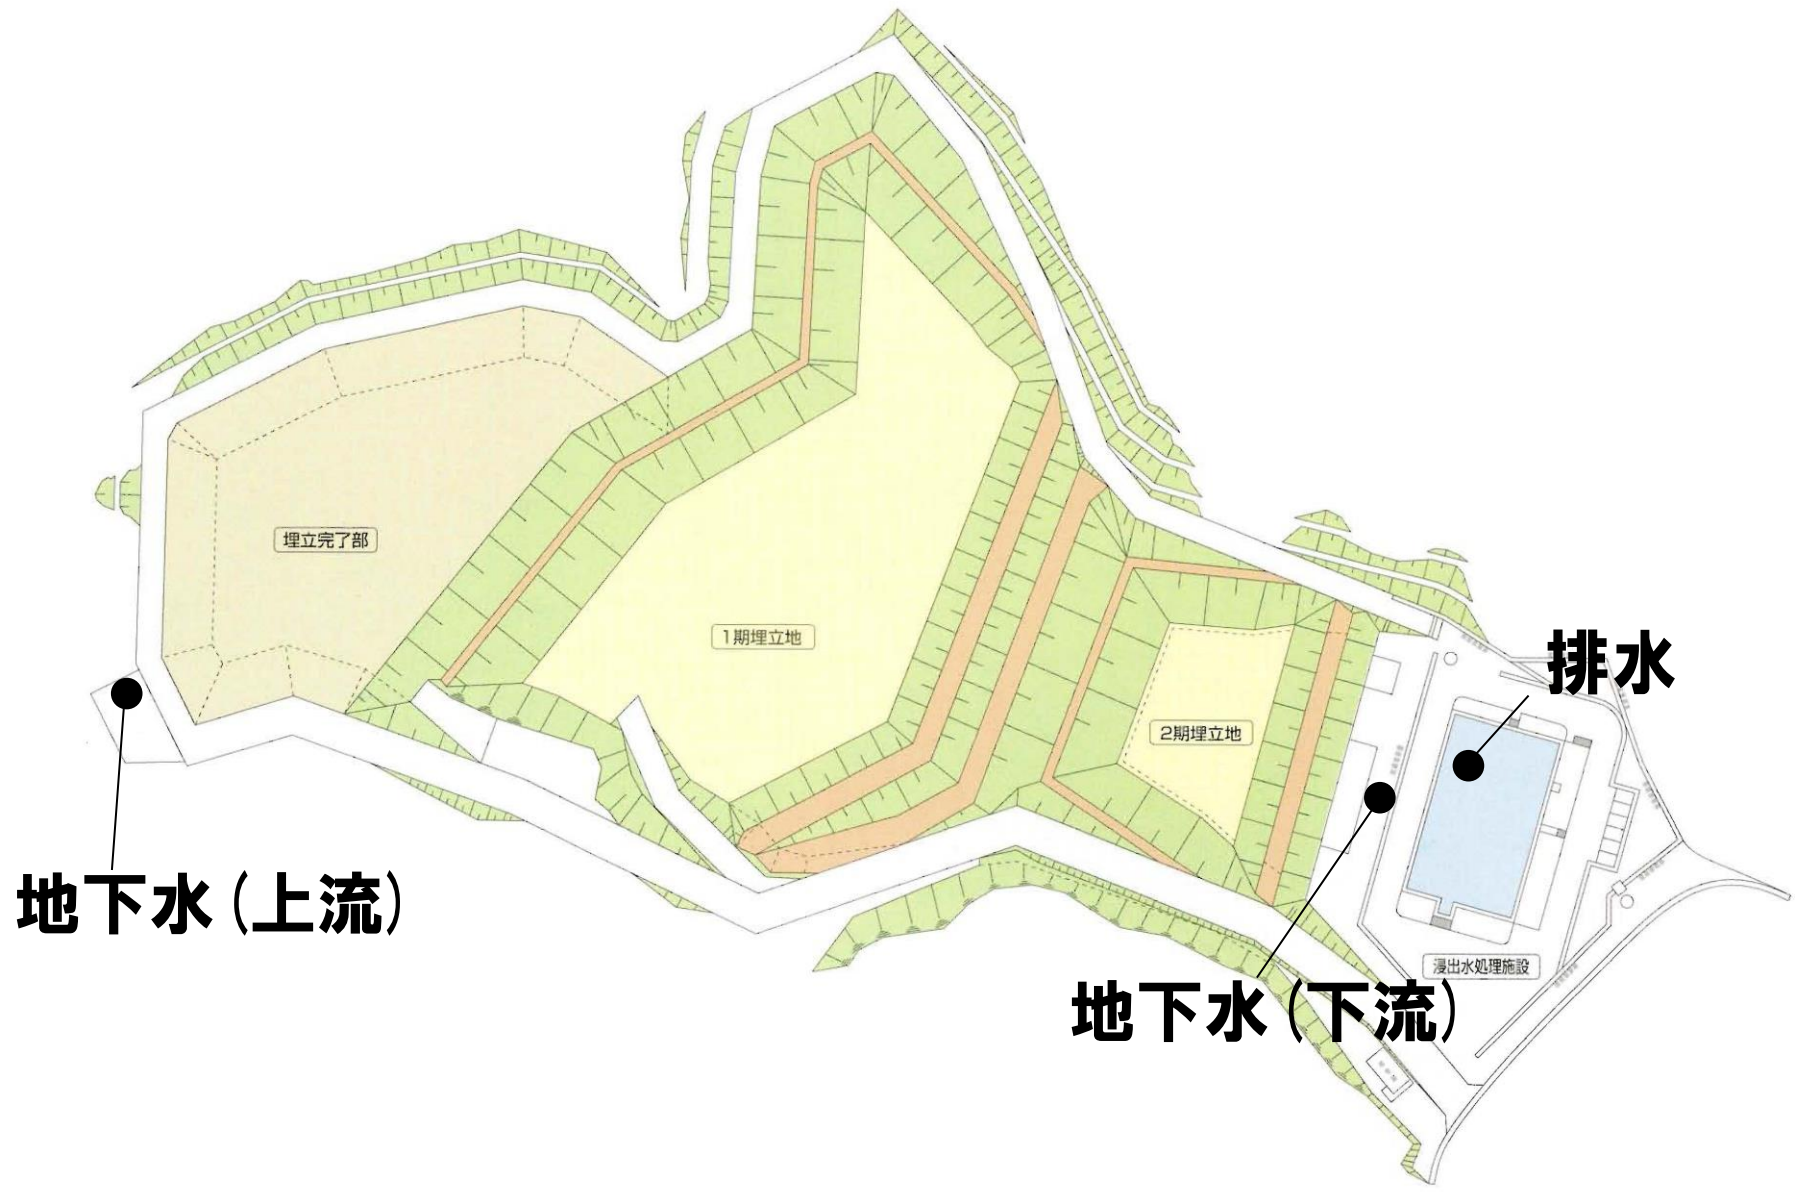 埋立完了部
1期埋立地
排水
2期埋立地
地下水(上流)
浸出水処理施設
地下水(下流)